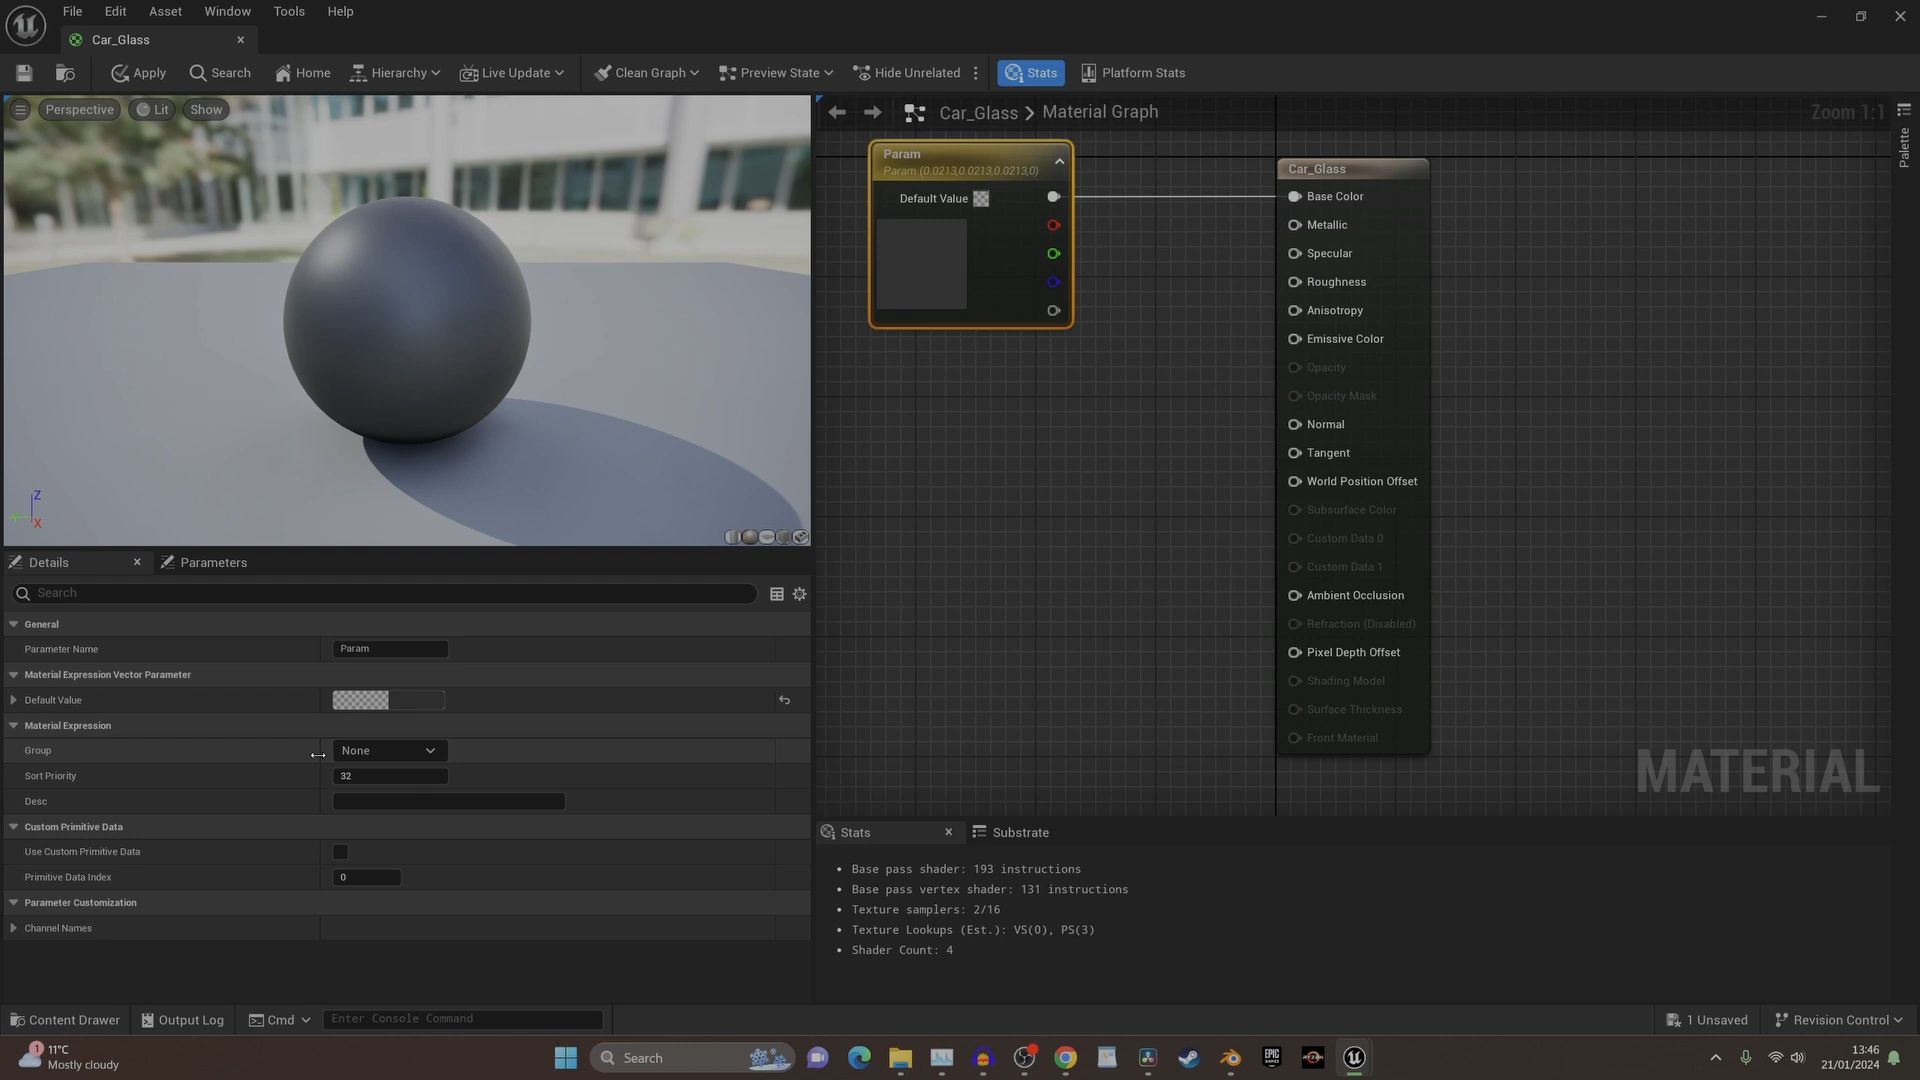 File Edit Asset Window Tools Help
Car_Glass
Apply Search Home Hierarchy Live Update Clean Graph Preview State Hide Unrelated Stats Platform Stats
Perspective Lit Show
Car_Glass Material Graph Zoom 1:1
Palette
Param
Param (0.0213,0.0213,0.0213,0)
Default Value
Car_Glass
Base Color
Metallic
Specular
Roughness
Anisotropy
Emissive Color
Opacity
Opacity Mask
Normal
Tangent
World Position Offset
Subsurface Color
Custom Data 0
Custom Data 1
Ambient Occlusion
Refraction (Disabled)
Pixel Depth Offset
Shading Model
Surface Thickness
Front Material
MATERIAL
Z
X
Details Parameters
Search
General
Parameter Name Param
Material Expression Vector Parameter
Default Value
Material Expression
Group None
Sort Priority 32
Desc
Custom Primitive Data
Use Custom Primitive Data
Primitive Data Index 0
Parameter Customization
Channel Names
Stats Substrate
Base pass shader: 193 instructions
Base pass vertex shader: 131 instructions
Texture samplers: 2/16
Texture Lookups (Est.): VS(0), PS(3)
Shader Count: 4
Content Drawer Output Log Cmd Enter Console Command 1 Unsaved Revision Control
1
11°C
Mostly cloudy
Search
EPIC GAMES
13:46
21/01/2024